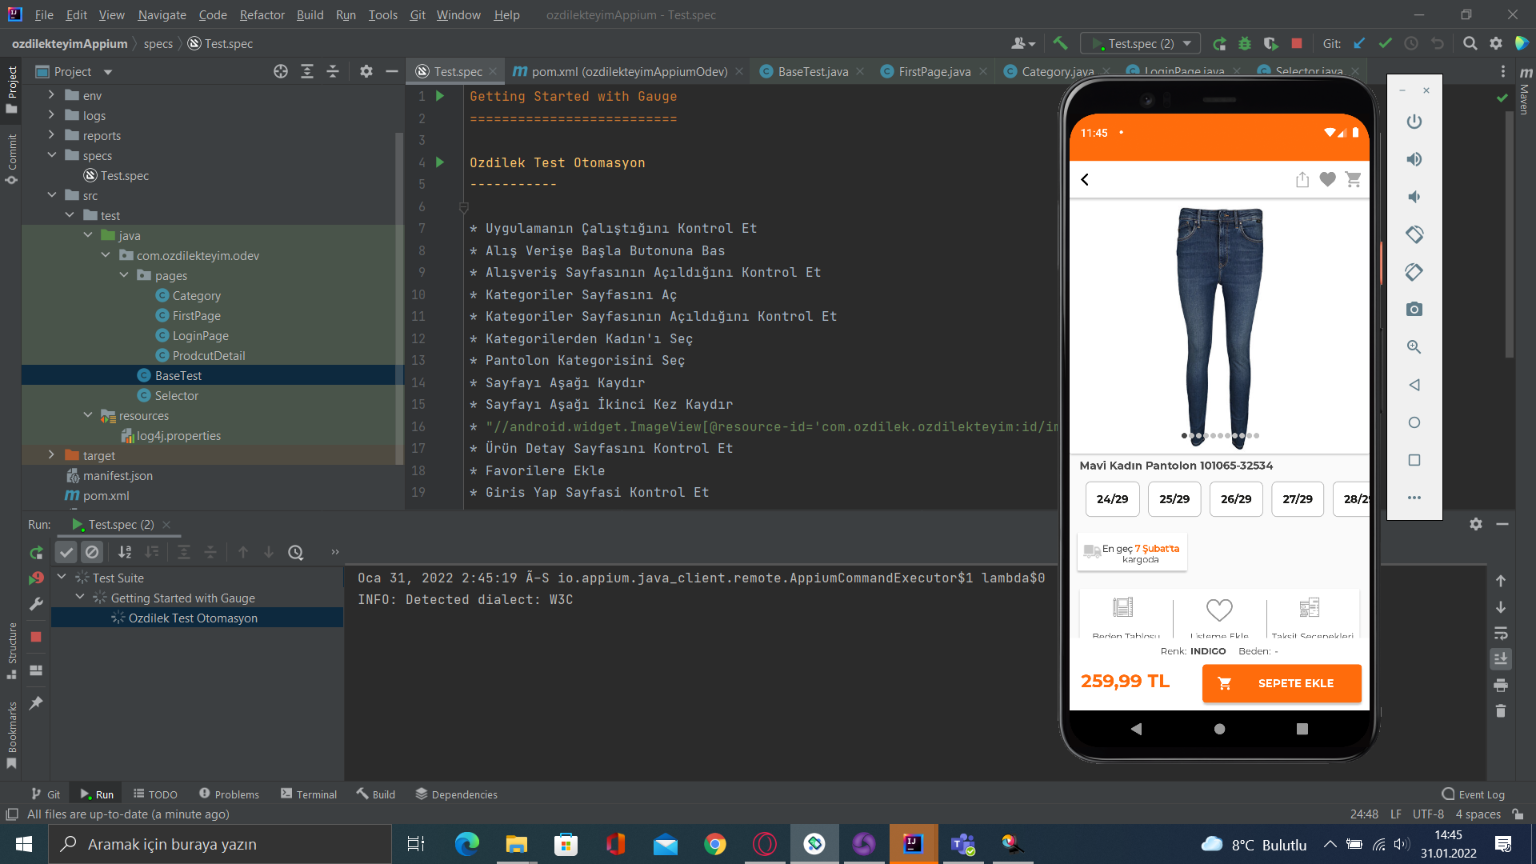 File Edit View Navigate Code Refactor Build Run Tools Git Window Help ozdilekteyimAppium - Test.spec
ozdilekteyimAppium specs Test.spec
Test.spec (2) Git:
Project
Test.spec pom.xml (ozdilekteyimAppiumOdev) BaseTest.java FirstPage.java Category.java LoginPage.java Selector.java
Project
Commit
Structure
Bookmarks
Maven
env
logs
reports
specs
Test.spec
src
test
java
com.ozdilekteyim.odev
pages
Category
FirstPage
LoginPage
ProdcutDetail
BaseTest
Selector
resources
log4j.properties
target
manifest.json
pom.xml
1 Getting Started with Gauge
2 ==========================
3
4 Ozdilek Test Otomasyon
5 -----------
6
7 * Uygulamanın Çalıştığını Kontrol Et
8 * Alış Verişe Başla Butonuna Bas
9 * Alışveriş Sayfasının Açıldığını Kontrol Et
10 * Kategoriler Sayfasını Aç
11 * Kategoriler Sayfasının Açıldığını Kontrol Et
12 * Kategorilerden Kadın'ı Seç
13 * Pantolon Kategorisini Seç
14 * Sayfayı Aşağı Kaydır
15 * Sayfayı Aşağı İkinci Kez Kaydır
16 * "//android.widget.ImageView[@resource-id='com.ozdilek.ozdilekteyim:id/im
17 * Ürün Detay Sayfasını Kontrol Et
18 * Favorilere Ekle
19 * Giris Yap Sayfasi Kontrol Et
11:45
Mavi Kadın Pantolon 101065-32534
24/29 25/29 26/29 27/29 28/29
En geç 7 Şubat'ta
kargoda
Beden Tablosu Listeme Ekle Taksit Seçenekleri
Renk: INDIGO Beden: -
259,99 TL SEPETE EKLE
Run: Test.spec (2)
Test Suite
Getting Started with Gauge
Ozdilek Test Otomasyon
Oca 31, 2022 2:45:19 Ã-S io.appium.java_client.remote.AppiumCommandExecutor$1 lambda$0
INFO: Detected dialect: W3C
Git Run TODO Problems Terminal Build Dependencies Event Log
All files are up-to-date (a minute ago) 24:48 LF UTF-8 4 spaces
Aramak için buraya yazın
8°C Bulutlu
14:45
31.01.2022